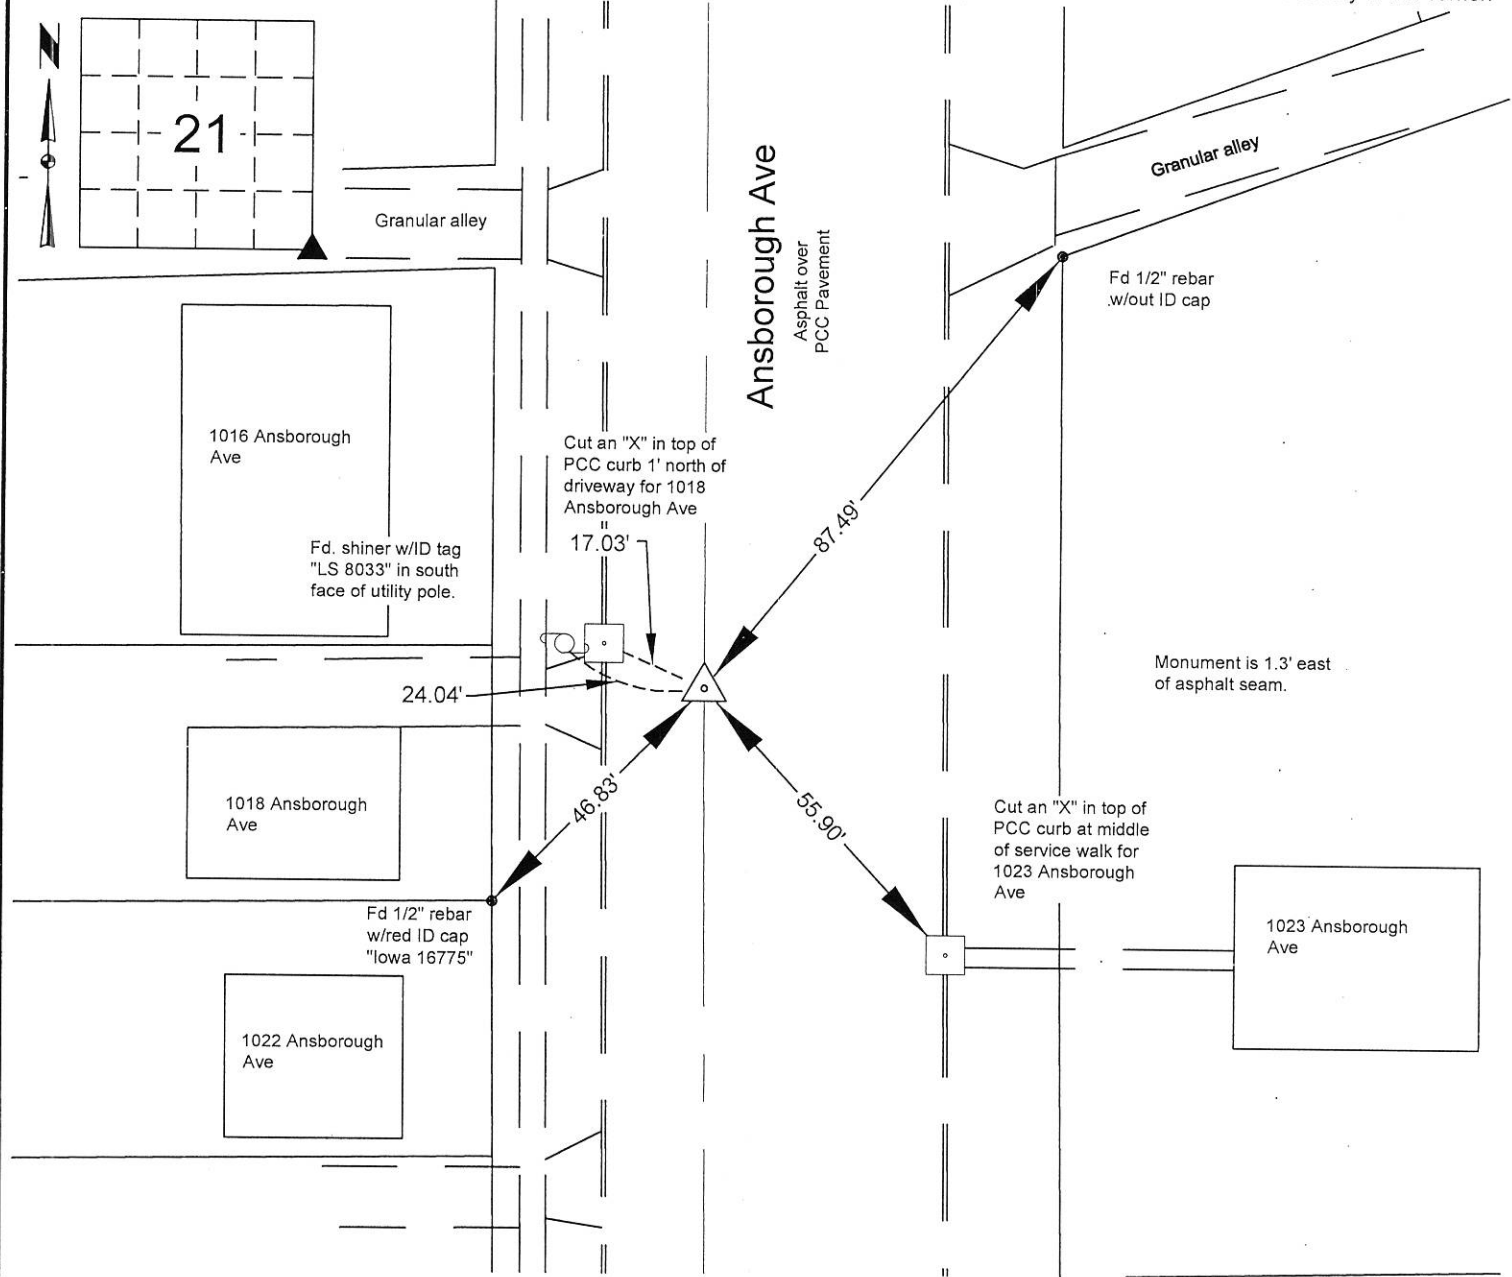 N
21
Granular alley
Ansborough Ave
Asphalt over
PCC Pavement
Granular alley
Fd 1/2" rebar
w/out ID cap
1016 Ansborough
Ave
Cut an "X" in top of
PCC curb 1' north of
driveway for 1018
Ansborough Ave
17.03'
87.49'
Fd. shiner w/ID tag
"LS 8033" in south
face of utility pole.
24.04'
Monument is 1.3' east
of asphalt seam.
46.83'
55.90'
1018 Ansborough
Ave
Cut an "X" in top of
PCC curb at middle
of service walk for
1023 Ansborough
Ave
Fd 1/2" rebar
w/red ID cap
"Iowa 16775"
1023 Ansborough
Ave
1022 Ansborough
Ave